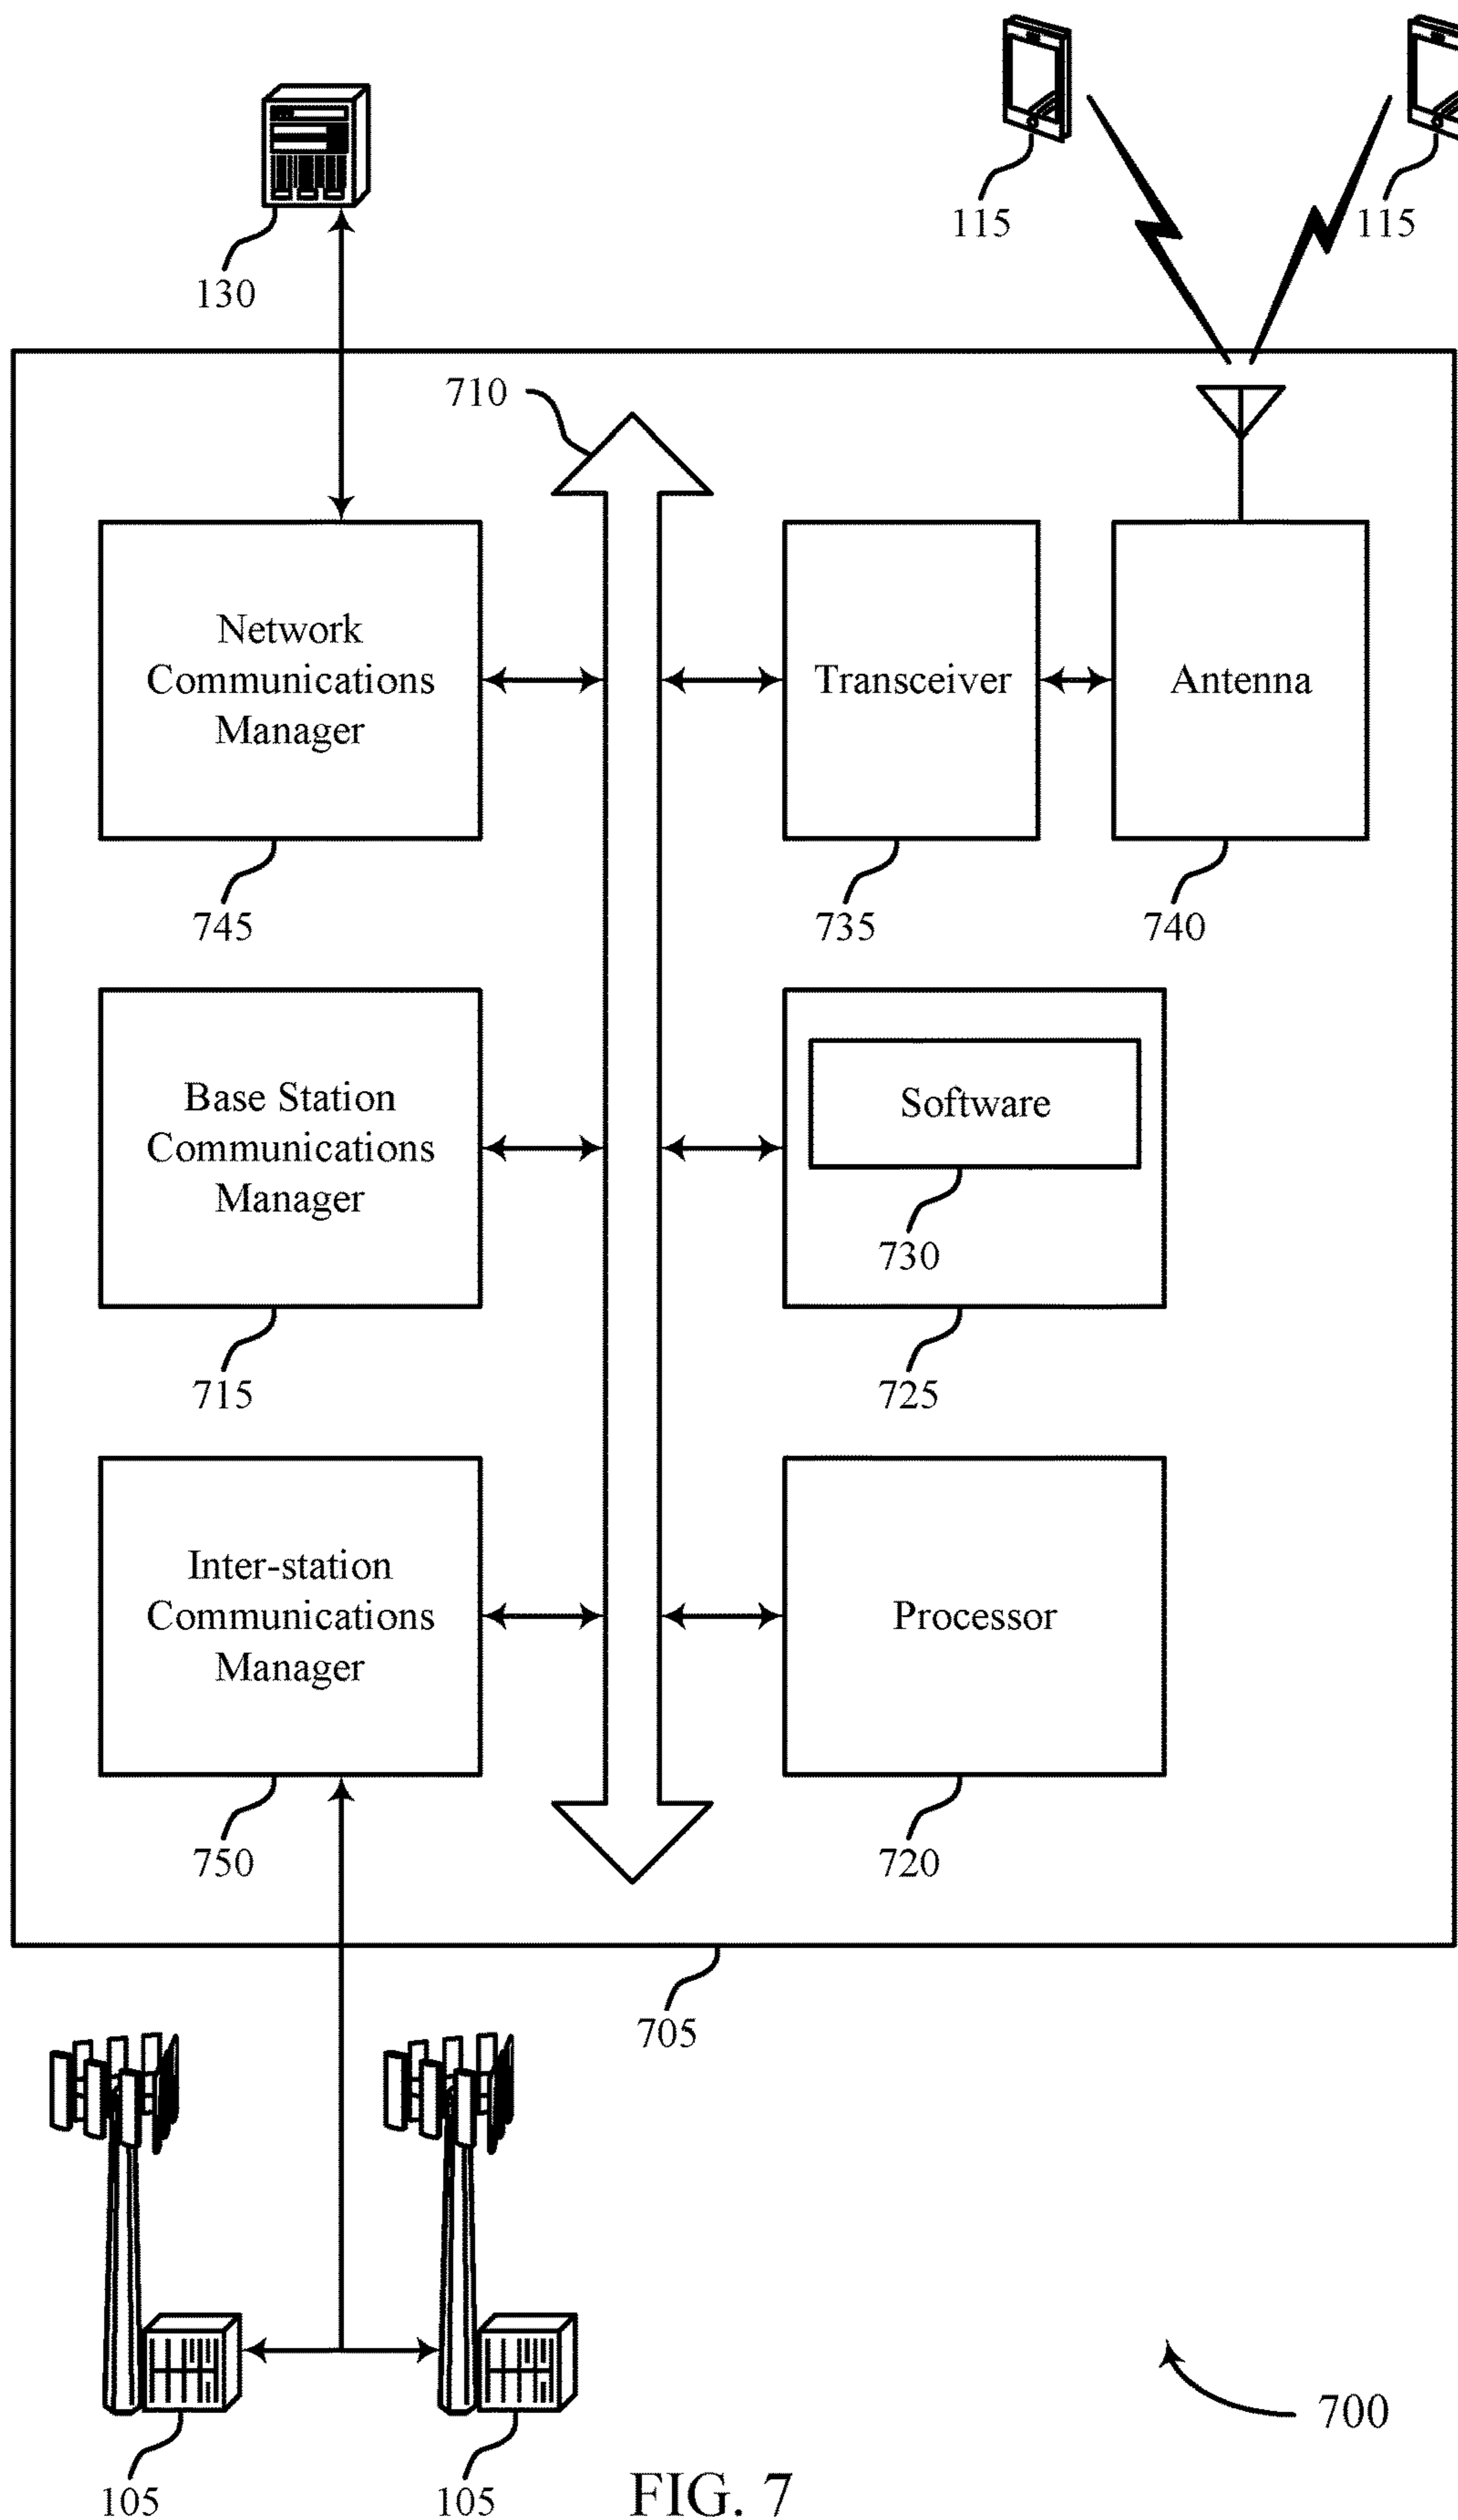 115
115
130
710
Network
Communications
Manager
Transceiver
Antenna
745
735
740
Base Station
Communications
Manager
Software
730
715
725
Inter-station
Communications
Manager
Processor
750
720
705
700
105
105
FIG. 7